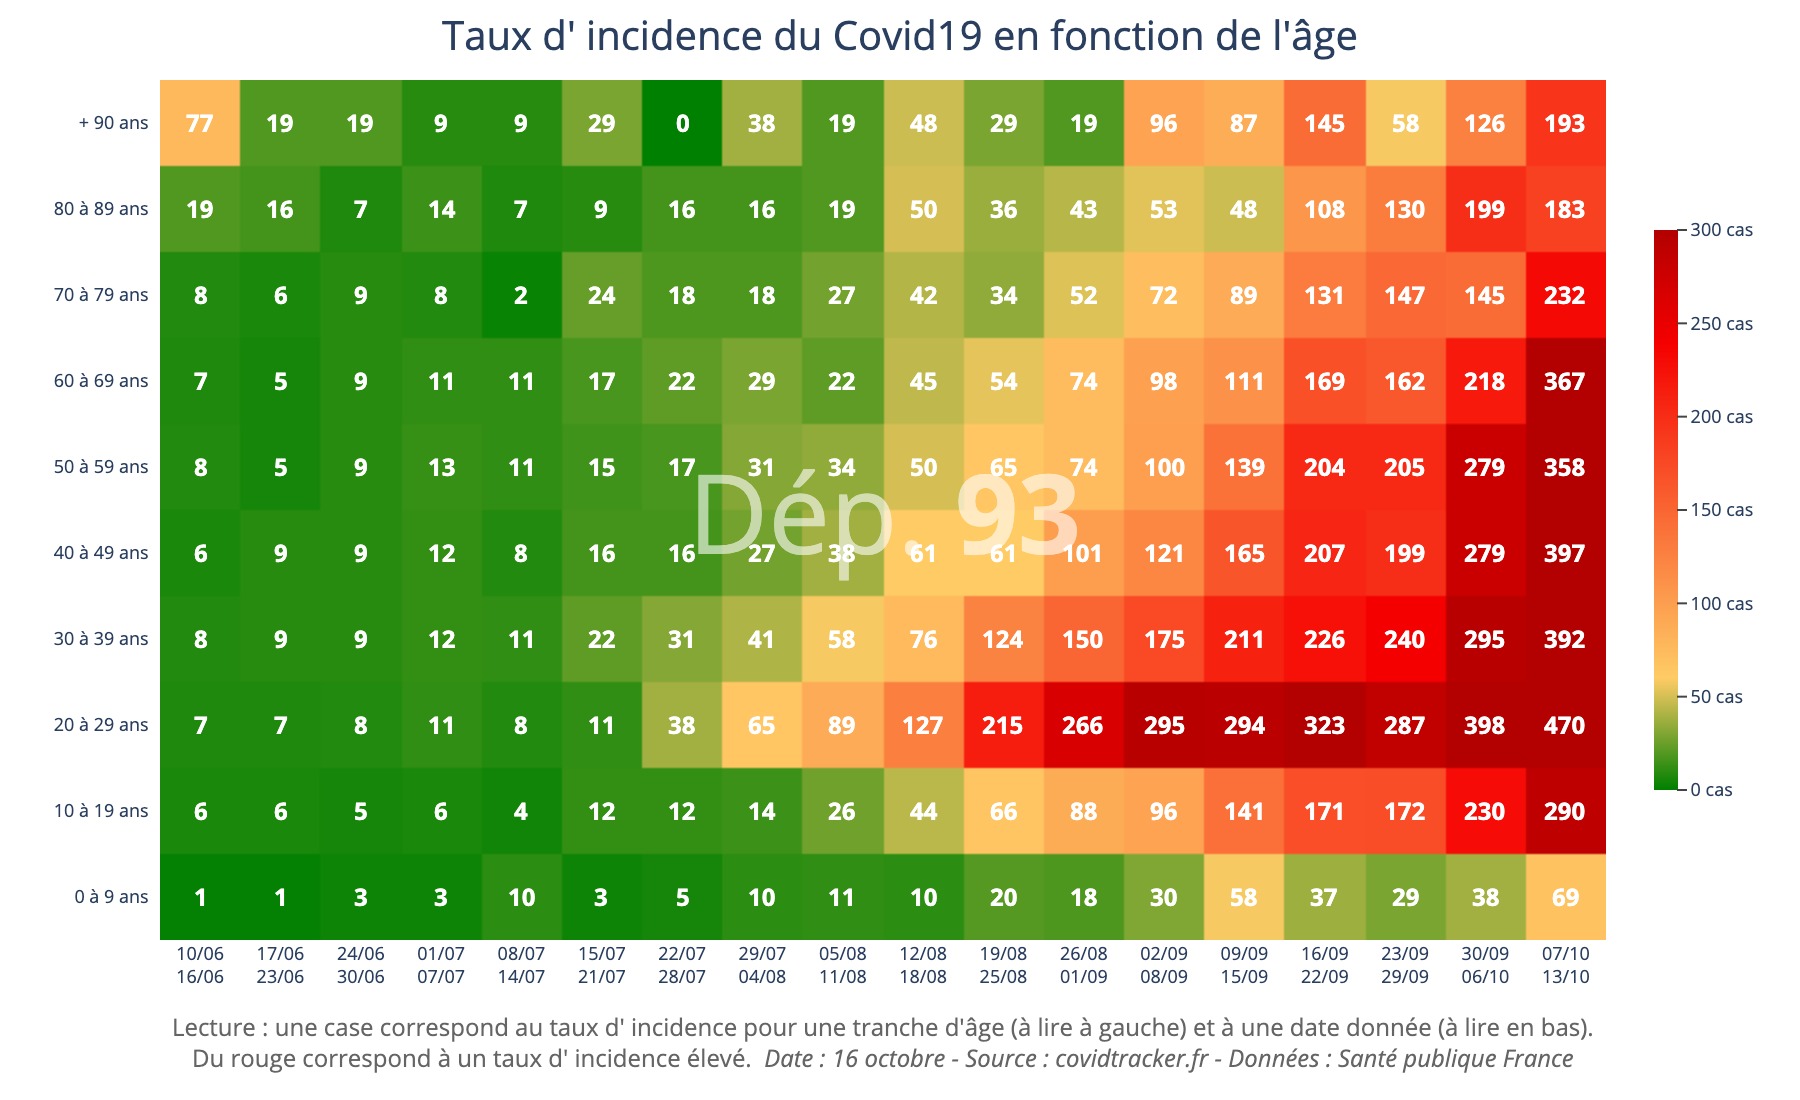 Taux d' incidence du Covid19 en fonction de l'âge
+ 90 ans 77 19 19 9 9 29 0 38 19 48 29 19 96 87 145 58 126 193
80 à 89 ans 19 16 7 14 7 9 16 16 19 50 36 43 53 48 108 130 199 183
300 cas
70 à 79 ans 8 6 9 8 2 24 18 18 27 42 34 52 72 89 131 147 145 232
250 cas
60 à 69 ans 7 5 9 11 11 17 22 29 22 45 54 74 98 111 169 162 218 367
200 cas
50 à 59 ans 8 5 9 13 11 15 17 31 34 50 65 74 100 139 204 205 279 358
Dép. 93
150 cas
40 à 49 ans 6 9 9 12 8 16 16 27 38 61 61 101 121 165 207 199 279 397
100 cas
30 à 39 ans 8 9 9 12 11 22 31 41 58 76 124 150 175 211 226 240 295 392
50 cas
20 à 29 ans 7 7 8 11 8 11 38 65 89 127 215 266 295 294 323 287 398 470
0 cas
10 à 19 ans 6 6 5 6 4 12 12 14 26 44 66 88 96 141 171 172 230 290
0 à 9 ans 1 1 3 3 10 3 5 10 11 10 20 18 30 58 37 29 38 69
10/06 17/06 24/06 01/07 08/07 15/07 22/07 29/07 05/08 12/08 19/08 26/08 02/09 09/09 16/09 23/09 30/09 07/10
16/06 23/06 30/06 07/07 14/07 21/07 28/07 04/08 11/08 18/08 25/08 01/09 08/09 15/09 22/09 29/09 06/10 13/10
Lecture : une case correspond au taux d' incidence pour une tranche d'âge (à lire à gauche) et à une date donnée (à lire en bas).
Du rouge correspond à un taux d' incidence élevé. Date : 16 octobre - Source : covidtracker.fr - Données : Santé publique France